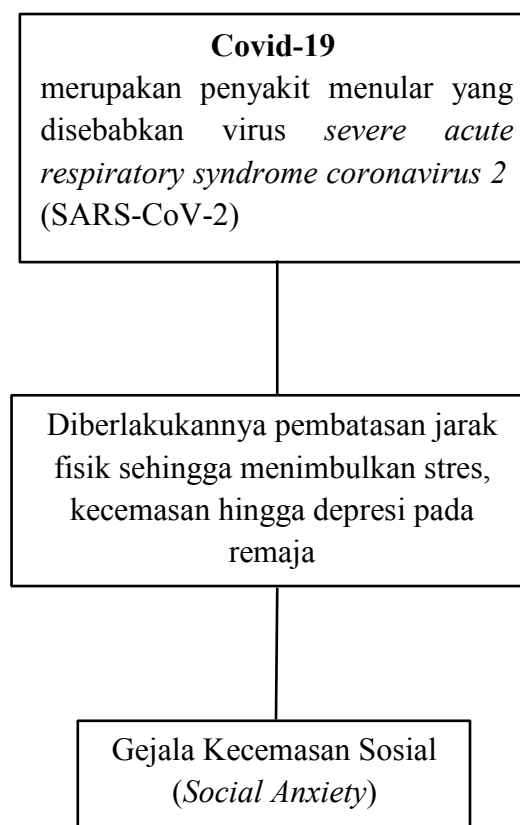 Covid-19
merupakan penyakit menular yang
disebabkan virus severe acute
respiratory syndrome coronavirus 2
(SARS-CoV-2)
Diberlakukannya pembatasan jarak
fisik sehingga menimbulkan stres,
kecemasan hingga depresi pada
remaja
Gejala Kecemasan Sosial
(Social Anxiety)